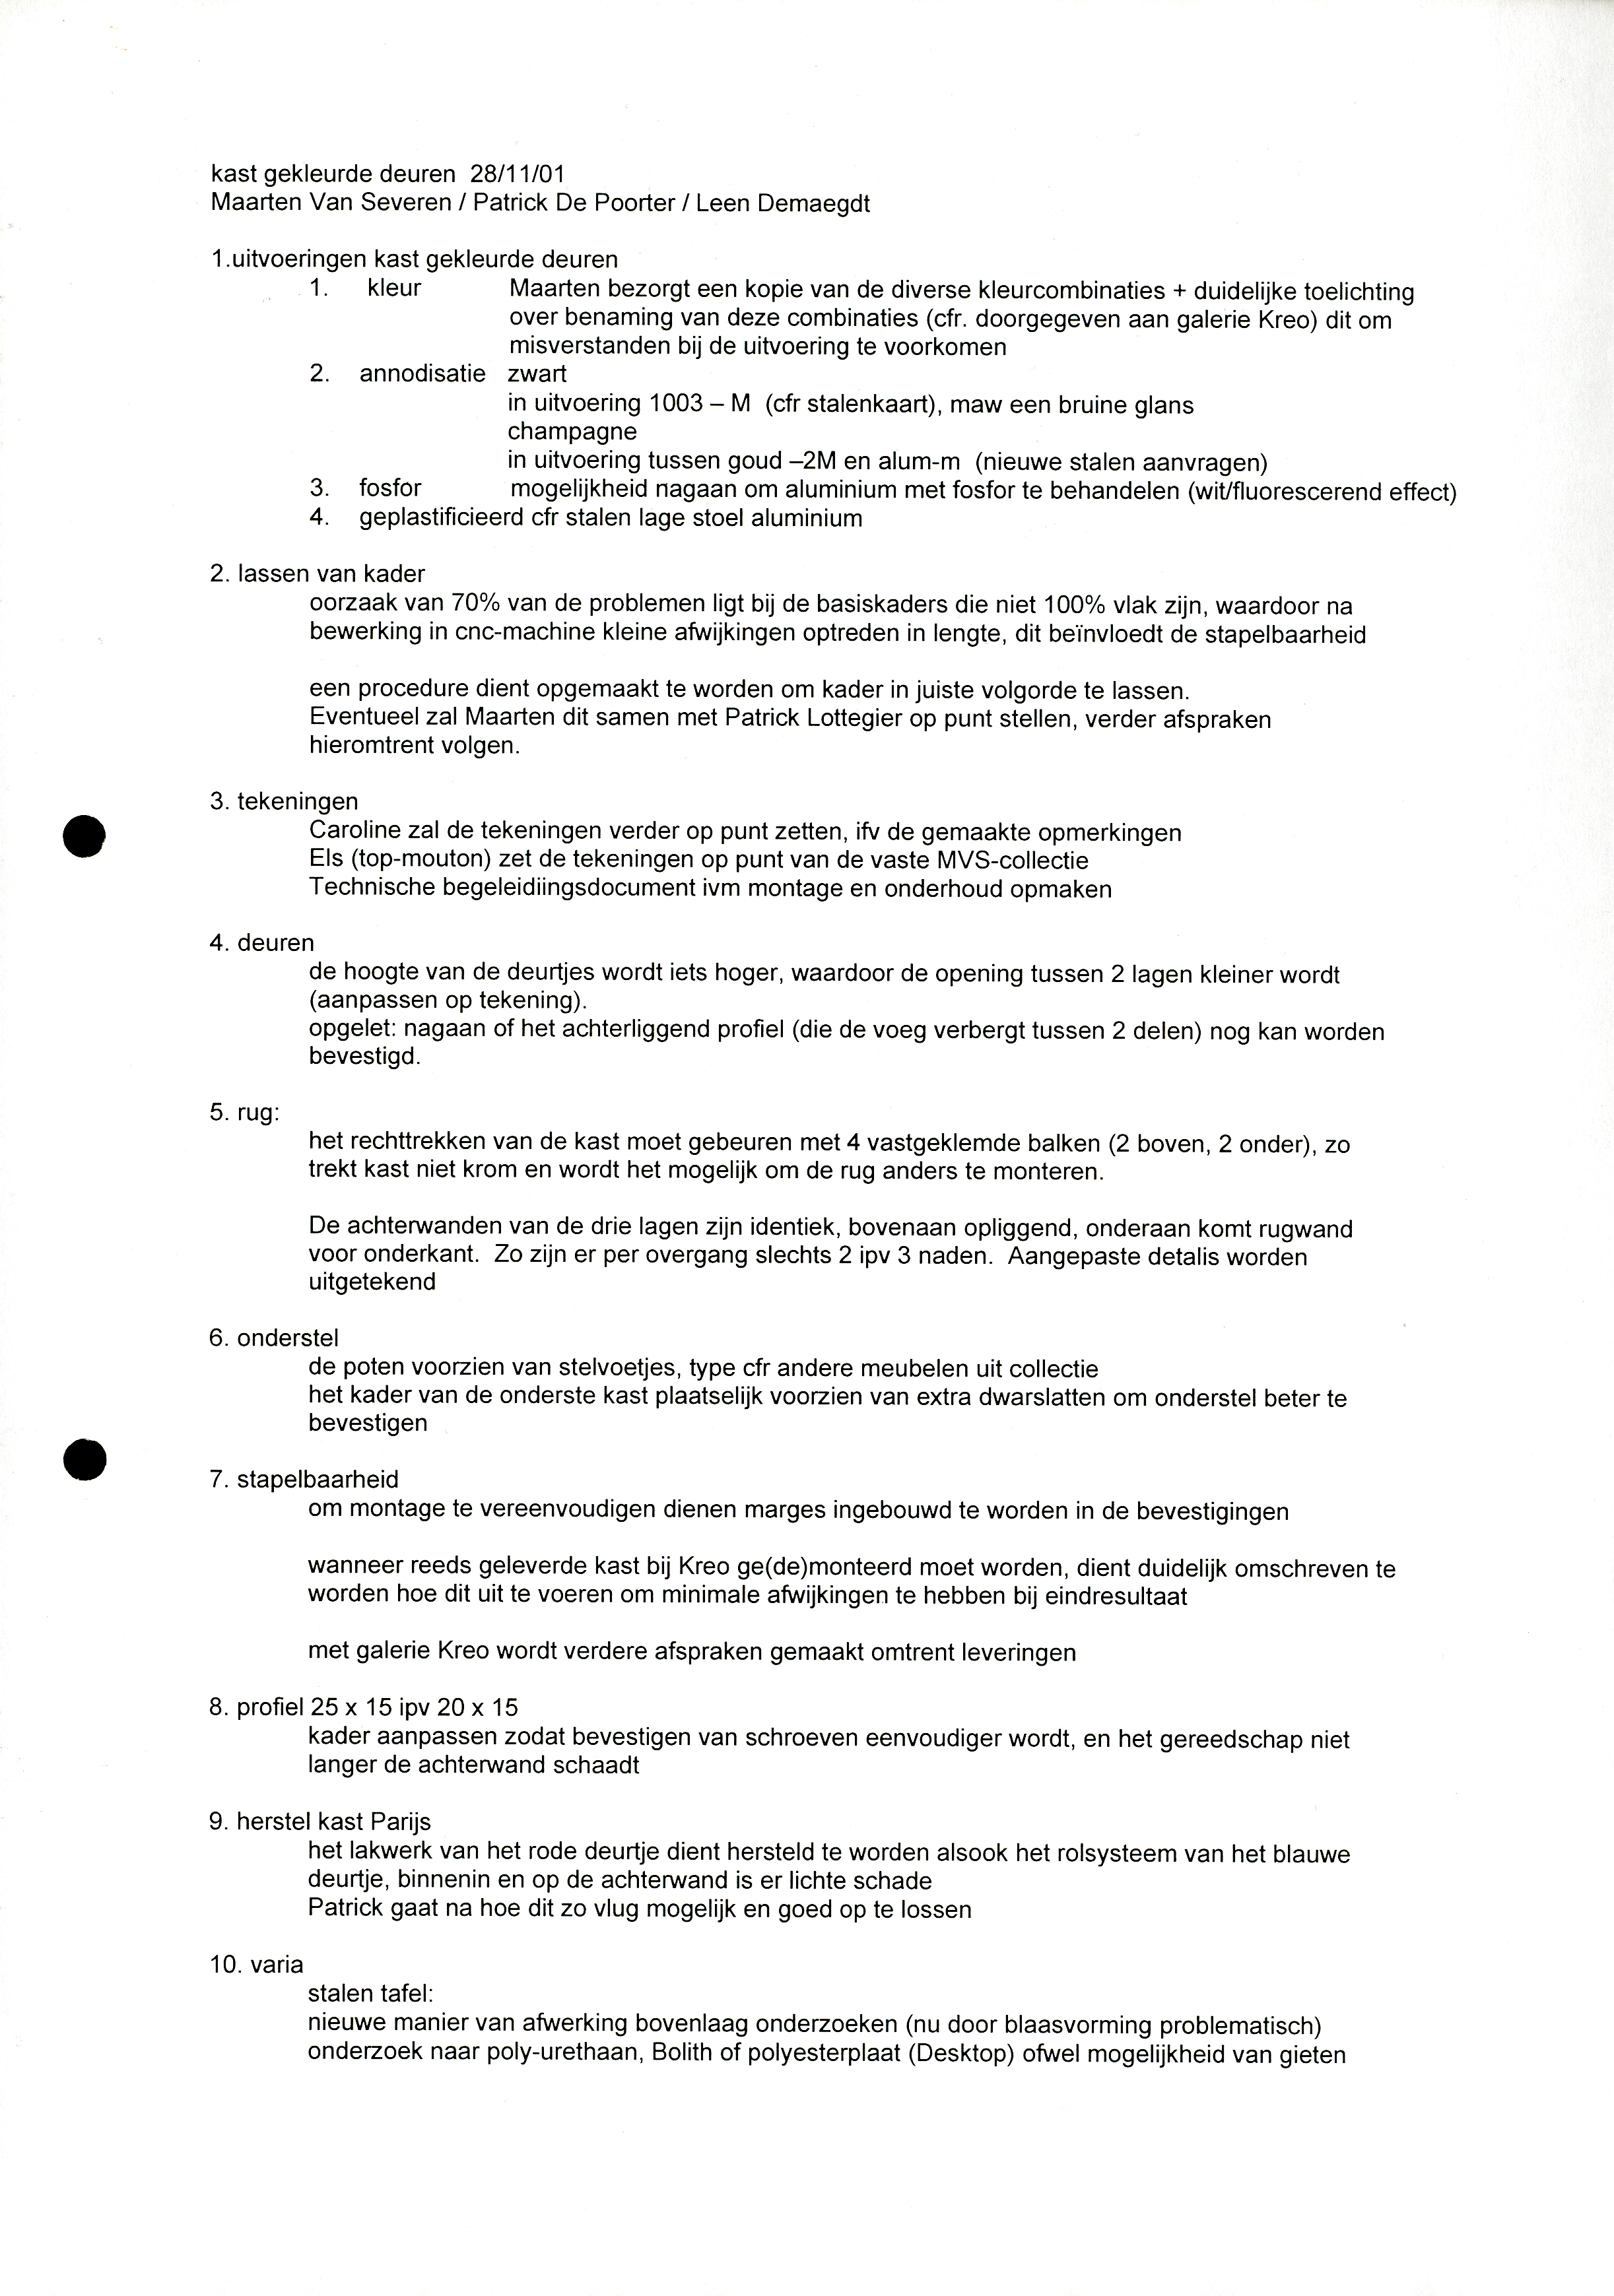 kast gekleurde deuren 28/11/01
Maarten Van Severen / Patrick De Poorter / Leen Demaegdt
1.uitvoeringen kast gekleurde deuren
1. kleur Maarten bezorgt een kopie van de diverse kleurcombinaties + duidelijke toelichting
over benaming van deze combinaties (cfr. doorgegeven aan galerie Kreo) dit om
misverstanden bij de uitvoering te voorkomen
2. annodisatie zwart
in uitvoering 1003 – M (cfr stalenkaart), maw een bruine glans
champagne
in uitvoering tussen goud –2M en alum-m (nieuwe stalen aanvragen)
3. fosfor mogelijkheid nagaan om aluminium met fosfor te behandelen (wit/fluorescerend effect)
4. geplastificieerd cfr stalen lage stoel aluminium
2. lassen van kader
oorzaak van 70% van de problemen ligt bij de basiskaders die niet 100% vlak zijn, waardoor na
bewerking in cnc-machine kleine afwijkingen optreden in lengte, dit beïnvloedt de stapelbaarheid
een procedure dient opgemaakt te worden om kader in juiste volgorde te lassen.
Eventueel zal Maarten dit samen met Patrick Lottegier op punt stellen, verder afspraken
hieromtrent volgen.
3. tekeningen
Caroline zal de tekeningen verder op punt zetten, ifv de gemaakte opmerkingen
Els (top-mouton) zet de tekeningen op punt van de vaste MVS-collectie
Technische begeleidiingsdocument ivm montage en onderhoud opmaken
4. deuren
de hoogte van de deurtjes wordt iets hoger, waardoor de opening tussen 2 lagen kleiner wordt
(aanpassen op tekening).
opgelet: nagaan of het achterliggend profiel (die de voeg verbergt tussen 2 delen) nog kan worden
bevestigd.
5. rug:
het rechttrekken van de kast moet gebeuren met 4 vastgeklemde balken (2 boven, 2 onder), zo
trekt kast niet krom en wordt het mogelijk om de rug anders te monteren.
De achterwanden van de drie lagen zijn identiek, bovenaan opliggend, onderaan komt rugwand
voor onderkant. Zo zijn er per overgang slechts 2 ipv 3 naden. Aangepaste detalis worden
uitgetekend
6. onderstel
de poten voorzien van stelvoetjes, type cfr andere meubelen uit collectie
het kader van de onderste kast plaatselijk voorzien van extra dwarslatten om onderstel beter te
bevestigen
7. stapelbaarheid
om montage te vereenvoudigen dienen marges ingebouwd te worden in de bevestigingen
wanneer reeds geleverde kast bij Kreo ge(de)monteerd moet worden, dient duidelijk omschreven te
worden hoe dit uit te voeren om minimale afwijkingen te hebben bij eindresultaat
met galerie Kreo wordt verdere afspraken gemaakt omtrent leveringen
8. profiel 25 x 15 ipv 20 x 15
kader aanpassen zodat bevestigen van schroeven eenvoudiger wordt, en het gereedschap niet
langer de achterwand schaadt
9. herstel kast Parijs
het lakwerk van het rode deurtje dient hersteld te worden alsook het rolsysteem van het blauwe
deurtje, binnenin en op de achterwand is er lichte schade
Patrick gaat na hoe dit zo vlug mogelijk en goed op te lossen
10. varia
stalen tafel:
nieuwe manier van afwerking bovenlaag onderzoeken (nu door blaasvorming problematisch)
onderzoek naar poly-urethaan, Bolith of polyesterplaat (Desktop) ofwel mogelijkheid van gieten